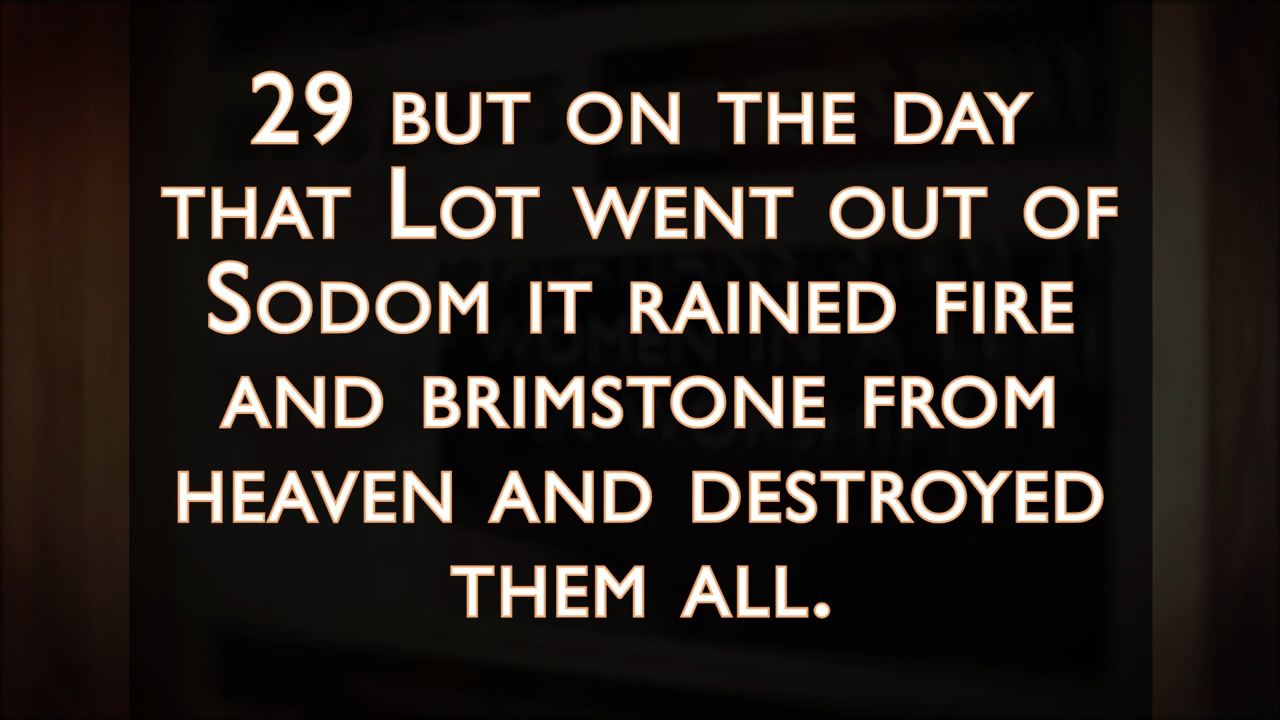 29 BUT ON THE DAY
THAT LOT WENT OUT OF
SODOM IT RAINED FIRE
AND BRIMSTONE FROM
HEAVEN AND DESTROYED
THEM ALL.